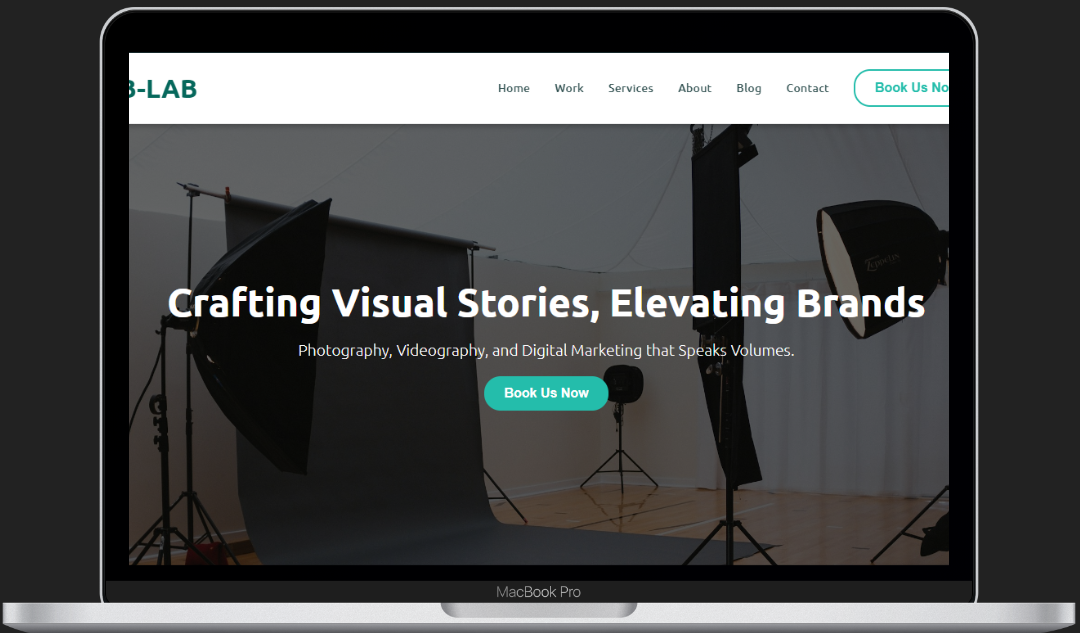 B-LAB
Home Work Services About Blog Contact Book Us No
Crafting Visual Stories, Elevating Brands
Photography, Videography, and Digital Marketing that Speaks Volumes.
Book Us Now
MacBook Pro